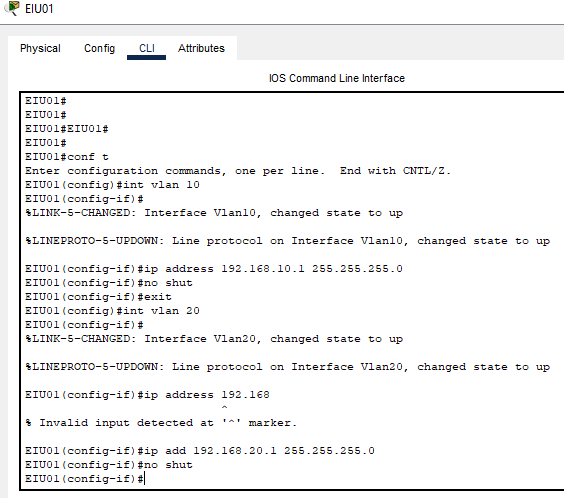 EIU01
Physical Config CLI Attributes
IOS Command Line Interface
EIU01#
EIU01#
EIU01#EIU01#
EIU01#
EIU01#conf t
Enter configuration commands, one per line. End with CNTL/Z.
EIU01(config)#int vlan 10
EIU01(config-if)#
%LINK-5-CHANGED: Interface Vlan10, changed state to up
%LINEPROTO-5-UPDOWN: Line protocol on Interface Vlan10, changed state to up
EIU01(config-if)#ip address 192.168.10.1 255.255.255.0
EIU01(config-if)#no shut
EIU01(config-if)#exit
EIU01(config)#int vlan 20
EIU01(config-if)#
%LINK-5-CHANGED: Interface Vlan20, changed state to up
%LINEPROTO-5-UPDOWN: Line protocol on Interface Vlan20, changed state to up
EIU01(config-if)#ip address 192.168
^
% Invalid input detected at '^' marker.
EIU01(config-if)#ip add 192.168.20.1 255.255.255.0
EIU01(config-if)#no shut
EIU01(config-if)#